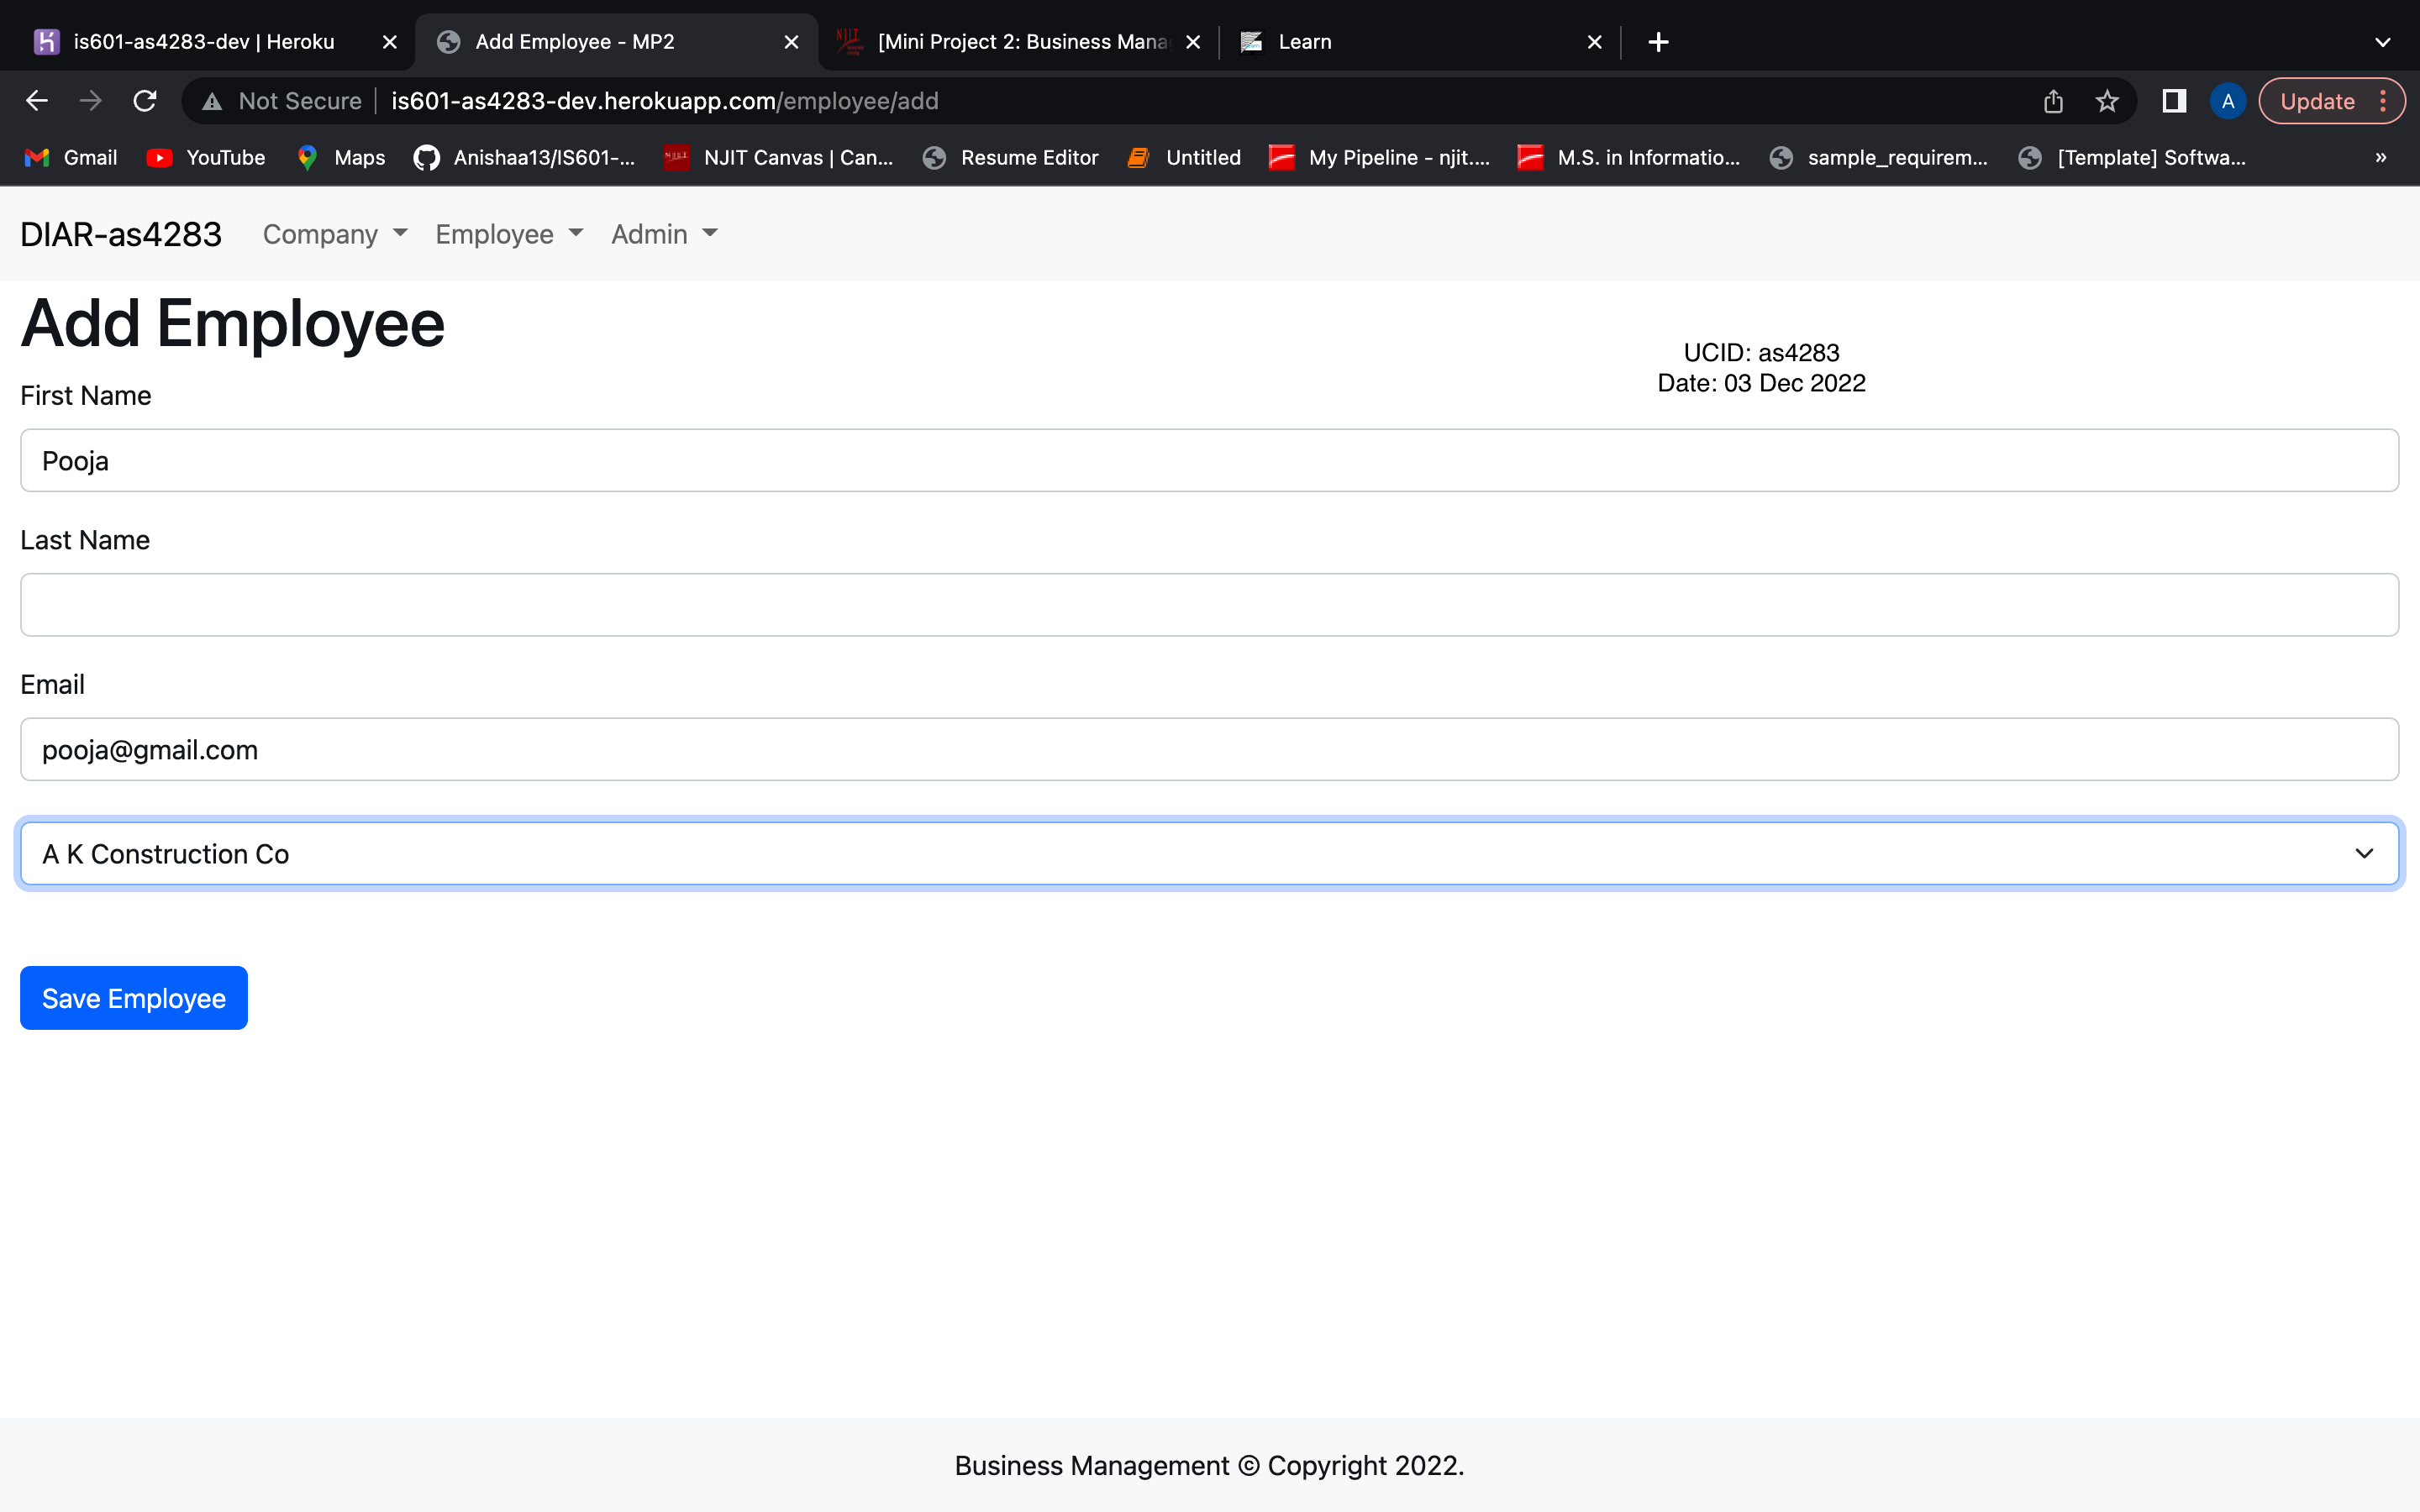 is601-as4283-dev | Heroku
Add Employee - MP2
[Mini Project 2: Business Mana
Learn
Not Secure
is601-as4283-dev.herokuapp.com/employee/add
A
Update
Gmail
YouTube
Maps
Anishaa13/IS601-...
NJIT Canvas | Can...
Resume Editor
Untitled
My Pipeline - njit....
M.S. in Informatio...
sample_requirem...
[Template] Softwa...
»
DIAR-as4283
Company
Employee
Admin
Add Employee
UCID: as4283
Date: 03 Dec 2022
First Name
Pooja
Last Name
Email
pooja@gmail.com
A K Construction Co
Save Employee
Business Management © Copyright 2022.